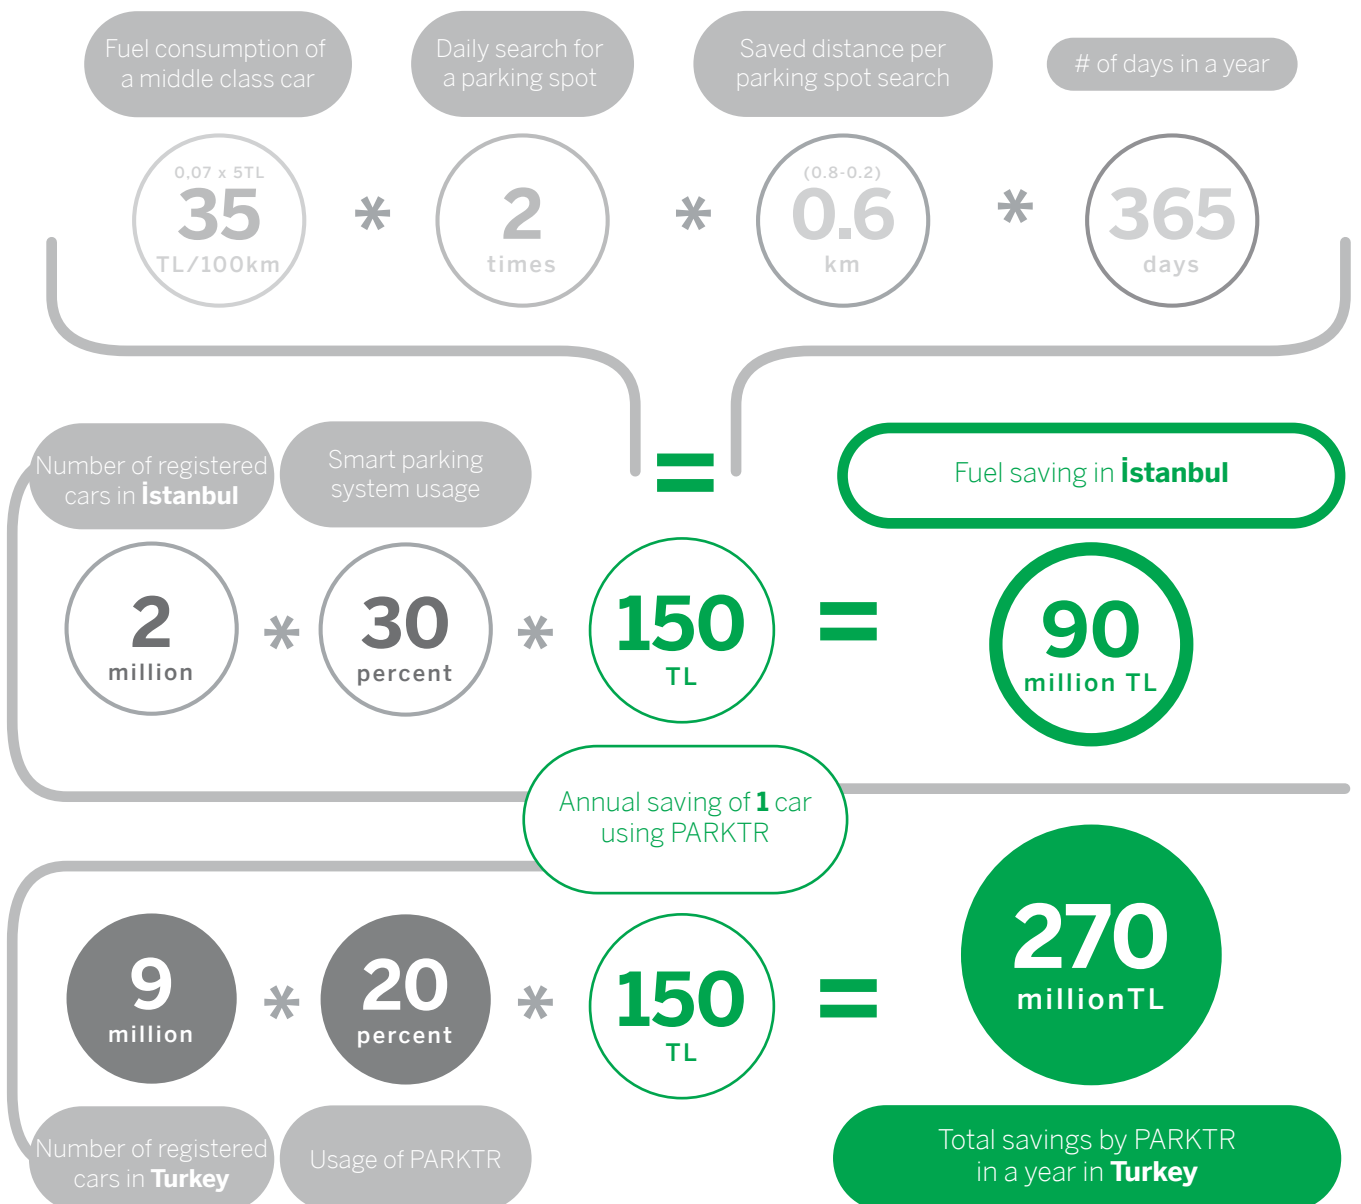 Fuel consumption of
a middle class car
Daily search for
a parking spot
Saved distance per
parking spot search
# of days in a year
0,07 x 5TL
35
TL/100km
*
2
times
*
(0.8-0.2)
0.6
km
*
365
days
=
Number of registered
cars in İstanbul
Smart parking
system usage
Fuel saving in İstanbul
2
million
*
30
percent
*
150
TL
=
90
million TL
Annual saving of 1 car
using PARKTR
9
million
*
20
percent
*
150
TL
=
270
millionTL
Number of registered
cars in Turkey
Usage of PARKTR
Total savings by PARKTR
in a year in Turkey